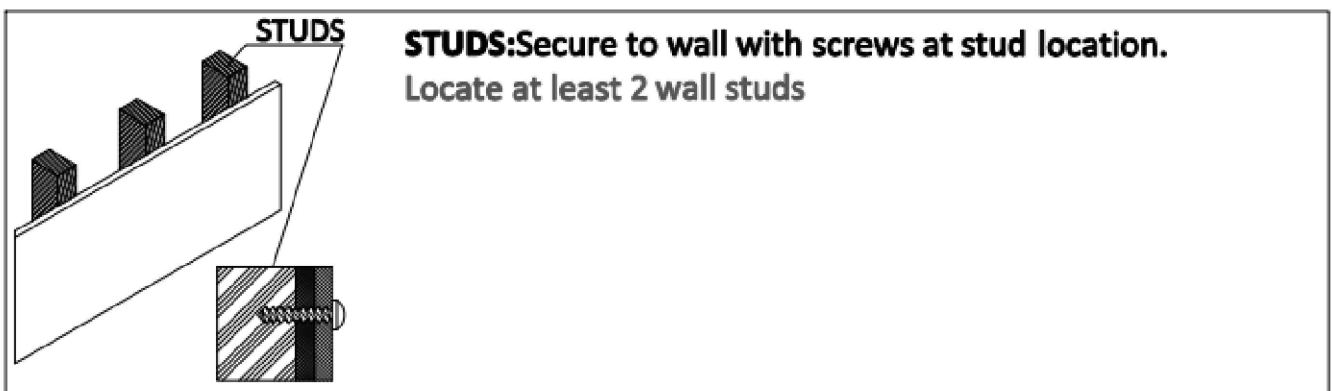 STUDS
STUDS:Secure to wall with screws at stud location.
Locate at least 2 wall studs